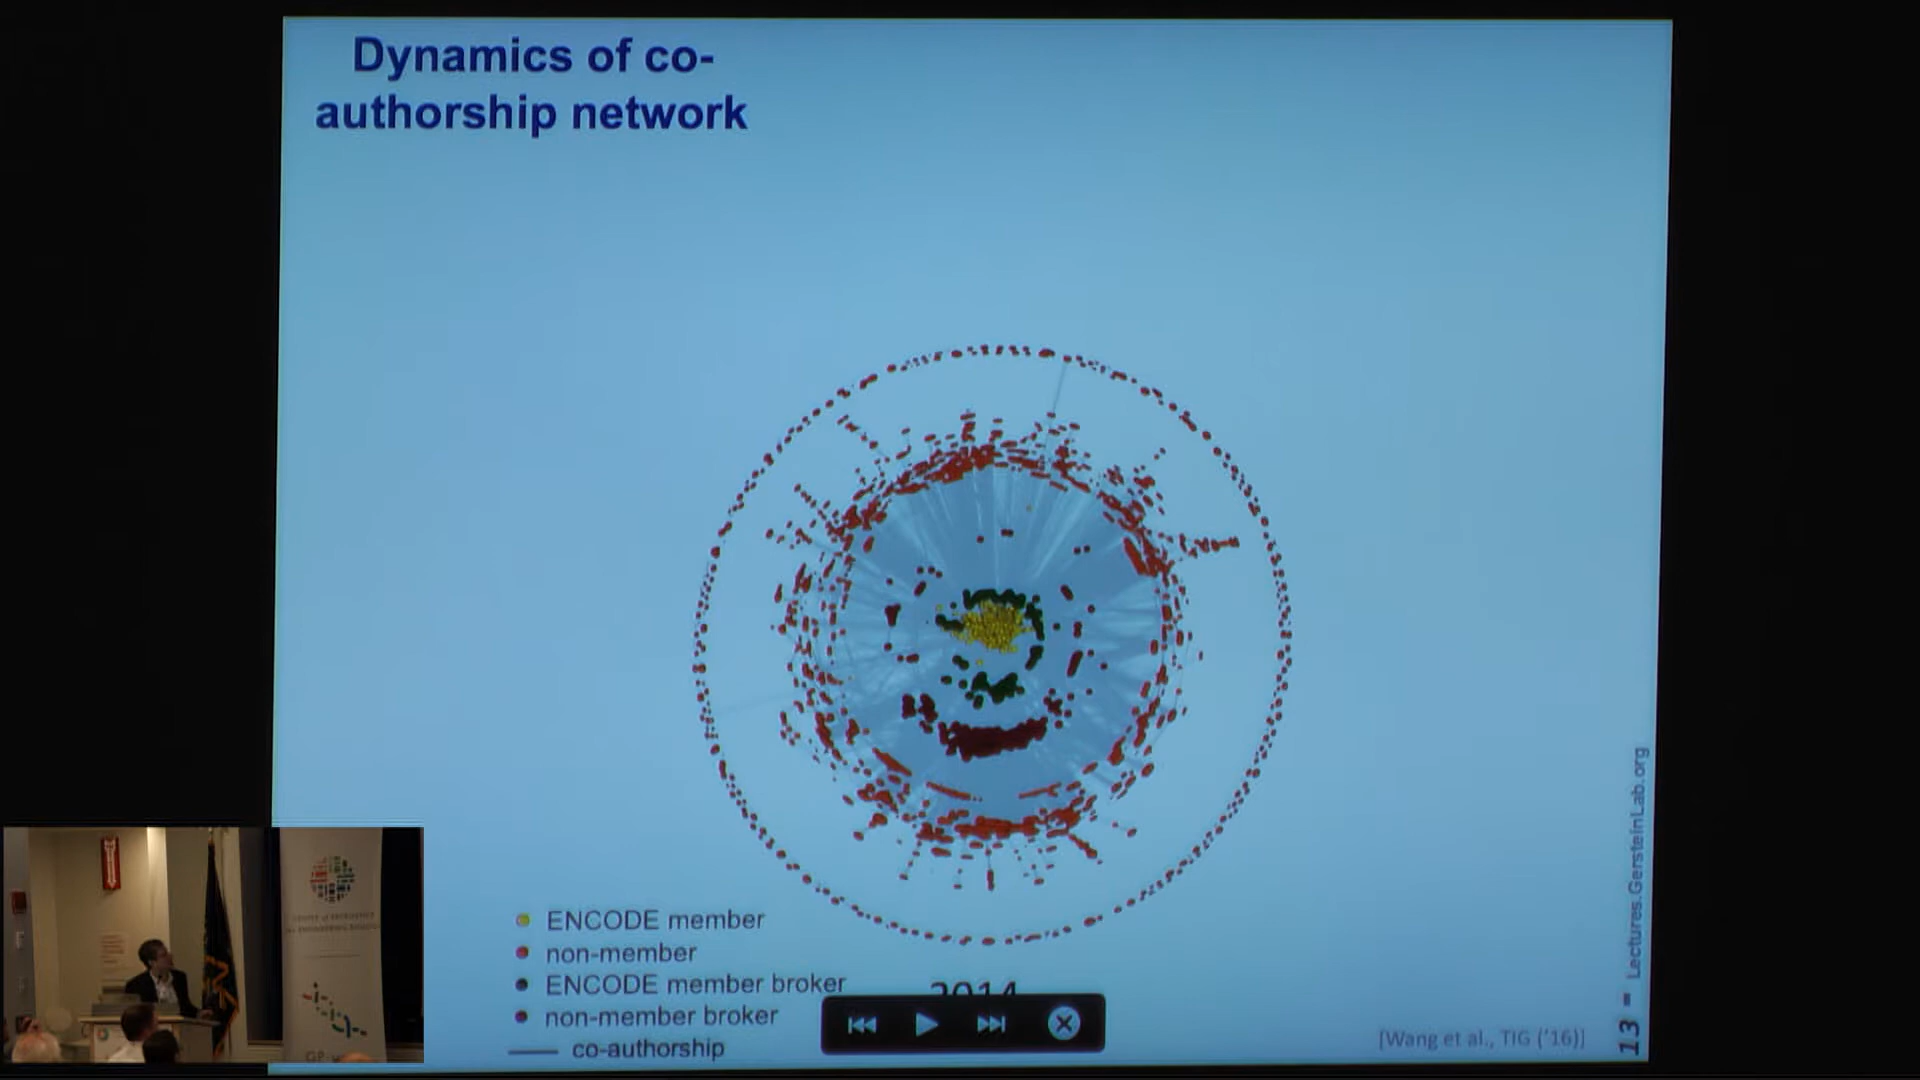 Dynamics of co-
authorship network
ENCODE member
non-member
ENCODE member broker
non-member broker
co-authorship
2014
[Wang et al., TIG ('16)]
13 = Lectures.GersteinLab.org